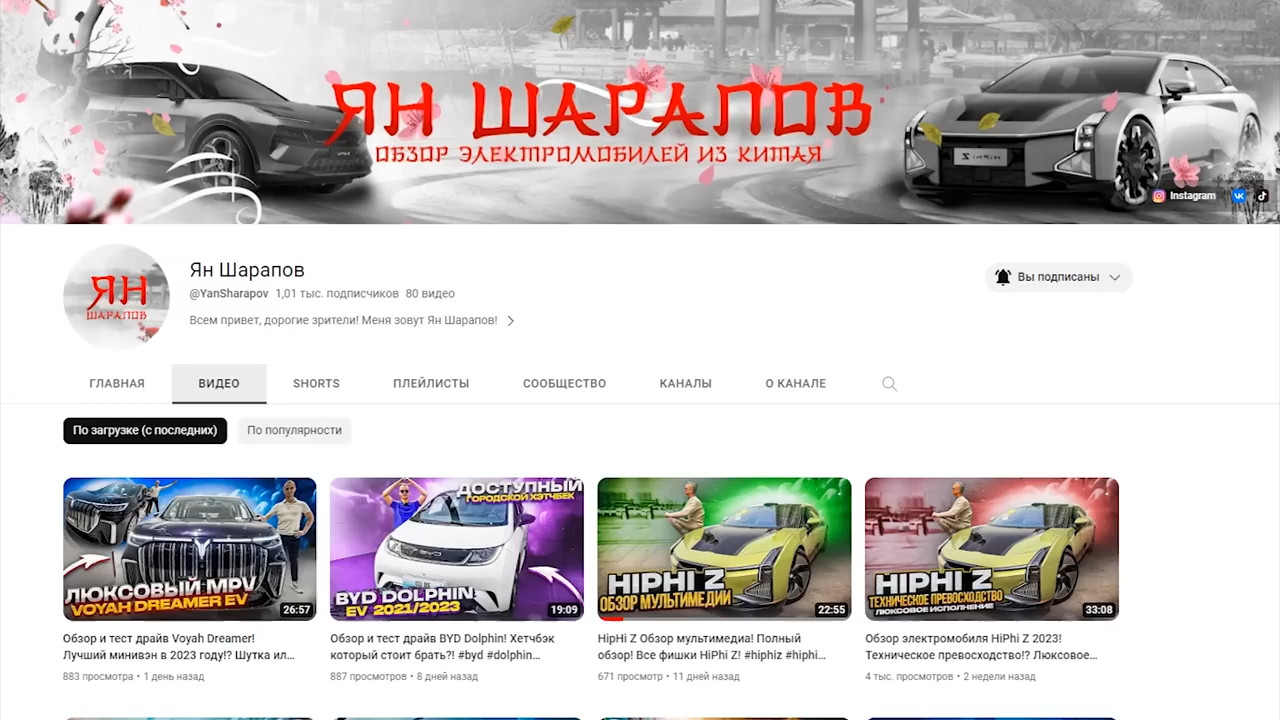 ЯН ШАРАПОВ
ОБЗОР ЭЛЕКТРОМОБИЛЕЙ ИЗ КИТАЯ
Instagram
ЯН
ШАРАПОВ
Ян Шарапов
@YanSharapov 1,01 тыс. подписчиков 80 видео
Всем привет, дорогие зрители! Меня зовут Ян Шарапов!
Вы подписаны
ГЛАВНАЯ ВИДЕО SHORTS ПЛЕЙЛИСТЫ СООБЩЕСТВО КАНАЛЫ О КАНАЛЕ
По загрузке (с последних) По популярности
ЛЮКСОВЫЙ MPV
VOYAH DREAMER EV
26:57
ДОСТУПНЫЙ
ГОРОДСКОЙ ХЭТЧБЕК
BYD
BYD DOLPHIN
EV 2021/2023
19:09
HIPHI Z
ОБЗОР МУЛЬТИМЕДИИ
22:55
HIPHI Z
ТЕХНИЧЕСКОЕ ПРЕВОСХОДСТВО
ЛЮКСОВОЕ ИСПОЛНЕНИЕ
33:08
Обзор и тест драйв Voyah Dreamer!
Лучший минивэн в 2023 году!? Шутка ил...
883 просмотра • 1 день назад
Обзор и тест драйв BYD Dolphin! Хетчбэк
который стоит брать?! #byd #dolphin...
887 просмотров • 8 дней назад
HipHi Z Обзор мультимедиа! Полный
обзор! Все фишки HiPhi Z! #hiphiz #hiphi...
671 просмотр • 11 дней назад
Обзор электромобиля HiPhi Z 2023!
Техническое превосходство!? Люксовое...
4 тыс. просмотров • 2 недели назад